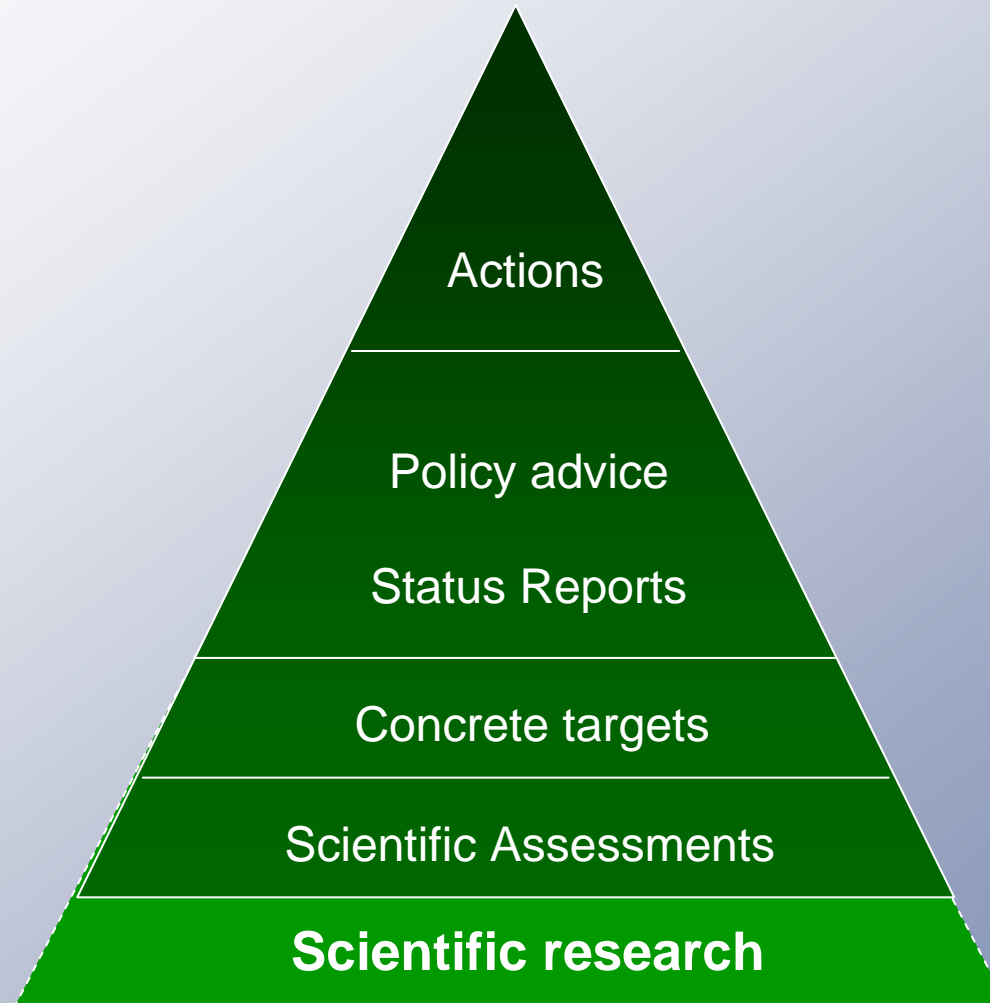 Actions
Policy advice
Status Reports
Concrete targets
Scientific Assessments
Scientific research